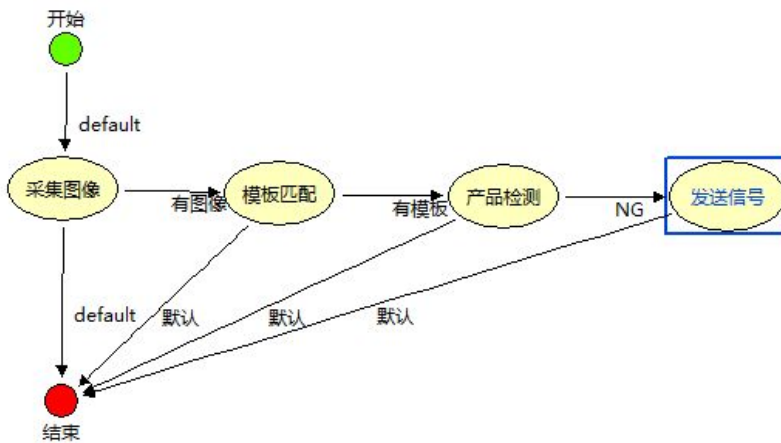 开始
default
采集图像
有图像
模板匹配
有模板
产品检测
NG
发送信号
default
默认
默认
默认
结束